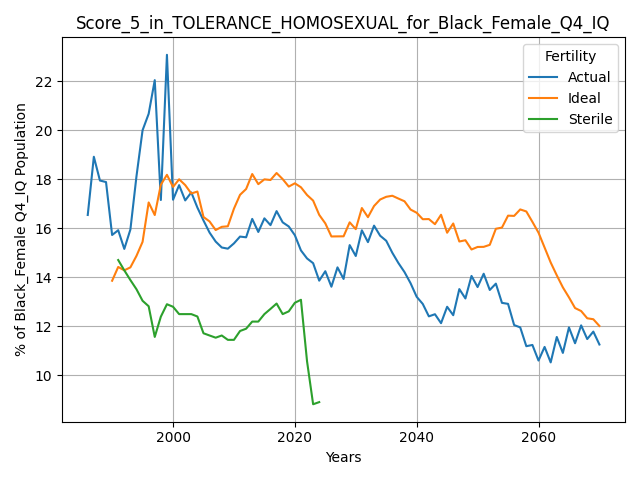 Score_5_in_TOLERANCE_HOMOSEXUAL_for_Black_Female_Q4_IQ
Fertility
Actual
Ideal
Sterile
% of Black_Female Q4_IQ Population
22
20
18
16
14
12
10
2000
2020
2040
2060
Years